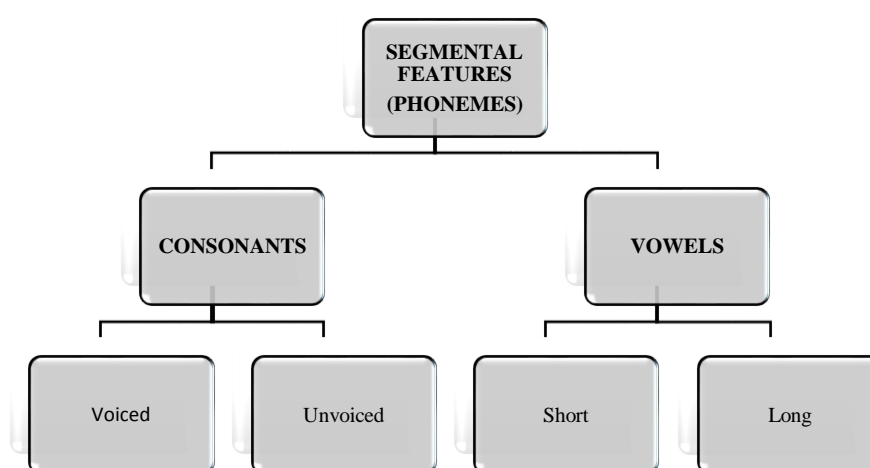 SEGMENTAL
FEATURES
(PHONEMES)
CONSONANTS
VOWELS
Voiced
Unvoiced
Short
Long